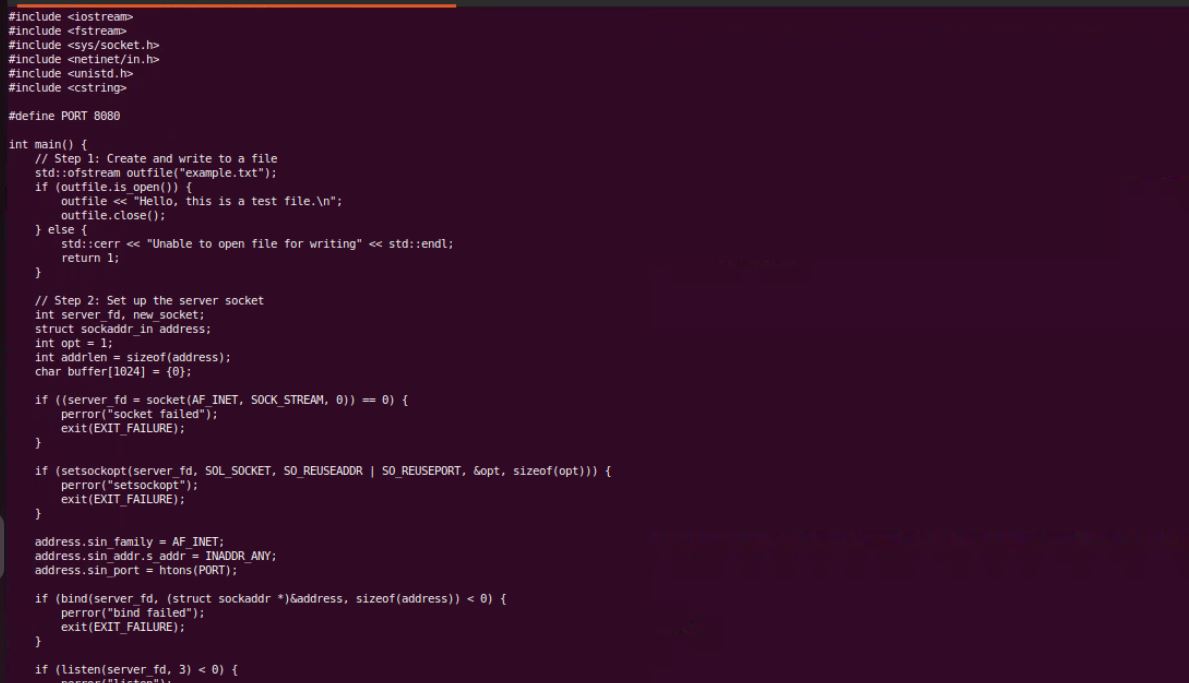 #include <iostream>
#include <fstream>
#include <sys/socket.h>
#include <netinet/in.h>
#include <unistd.h>
#include <cstring>

#define PORT 8080

int main() {
    // Step 1: Create and write to a file
    std::ofstream outfile("example.txt");
    if (outfile.is_open()) {
        outfile << "Hello, this is a test file.\n";
        outfile.close();
    } else {
        std::cerr << "Unable to open file for writing" << std::endl;
        return 1;
    }

    // Step 2: Set up the server socket
    int server_fd, new_socket;
    struct sockaddr_in address;
    int opt = 1;
    int addrlen = sizeof(address);
    char buffer[1024] = {0};

    if ((server_fd = socket(AF_INET, SOCK_STREAM, 0)) == 0) {
        perror("socket failed");
        exit(EXIT_FAILURE);
    }

    if (setsockopt(server_fd, SOL_SOCKET, SO_REUSEADDR | SO_REUSEPORT, &opt, sizeof(opt))) {
        perror("setsockopt");
        exit(EXIT_FAILURE);
    }

    address.sin_family = AF_INET;
    address.sin_addr.s_addr = INADDR_ANY;
    address.sin_port = htons(PORT);

    if (bind(server_fd, (struct sockaddr *)&address, sizeof(address)) < 0) {
        perror("bind failed");
        exit(EXIT_FAILURE);
    }

    if (listen(server_fd, 3) < 0) {
        perror("listen");